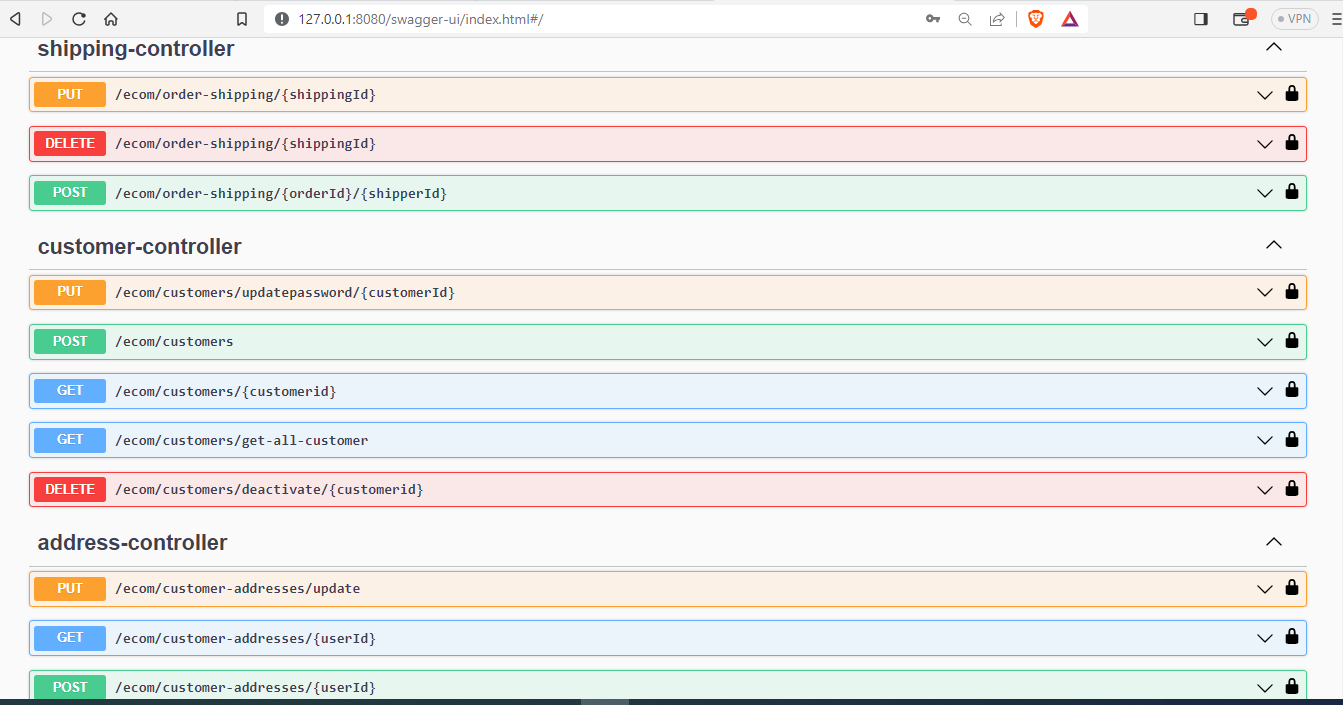 127.0.0.1:8080/swagger-ui/index.html#/
VPN
shipping-controller
PUT /ecom/order-shipping/{shippingId}
DELETE /ecom/order-shipping/{shippingId}
POST /ecom/order-shipping/{orderId}/{shipperId}
customer-controller
PUT /ecom/customers/updatepassword/{customerId}
POST /ecom/customers
GET /ecom/customers/{customerid}
GET /ecom/customers/get-all-customer
DELETE /ecom/customers/deactivate/{customerid}
address-controller
PUT /ecom/customer-addresses/update
GET /ecom/customer-addresses/{userId}
POST /ecom/customer-addresses/{userId}